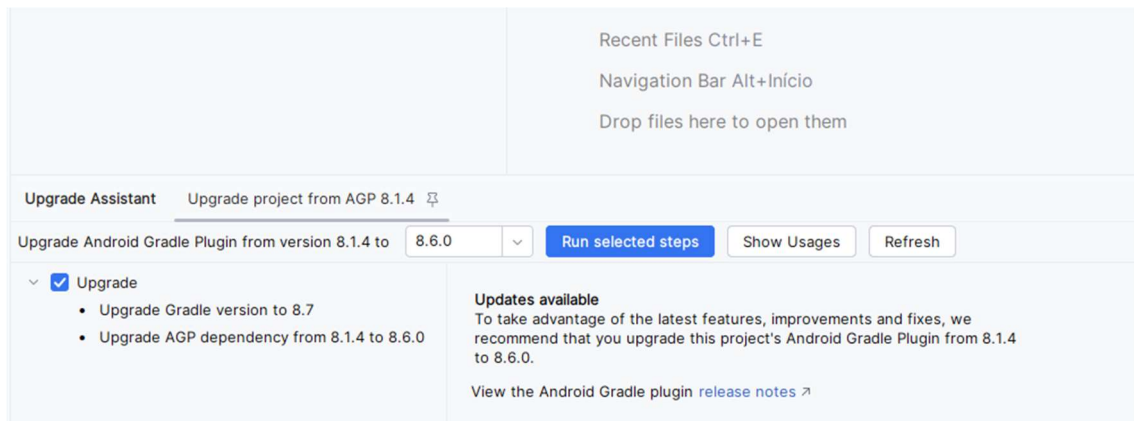 Recent Files Ctrl+E
Navigation Bar Alt+Início
Drop files here to open them
Upgrade Assistant Upgrade project from AGP 8.1.4
Upgrade Android Gradle Plugin from version 8.1.4 to 8.6.0 Run selected steps Show Usages Refresh
Upgrade
• Upgrade Gradle version to 8.7
• Upgrade AGP dependency from 8.1.4 to 8.6.0
Updates available
To take advantage of the latest features, improvements and fixes, we
recommend that you upgrade this project's Android Gradle Plugin from 8.1.4
to 8.6.0.
View the Android Gradle plugin release notes ↗